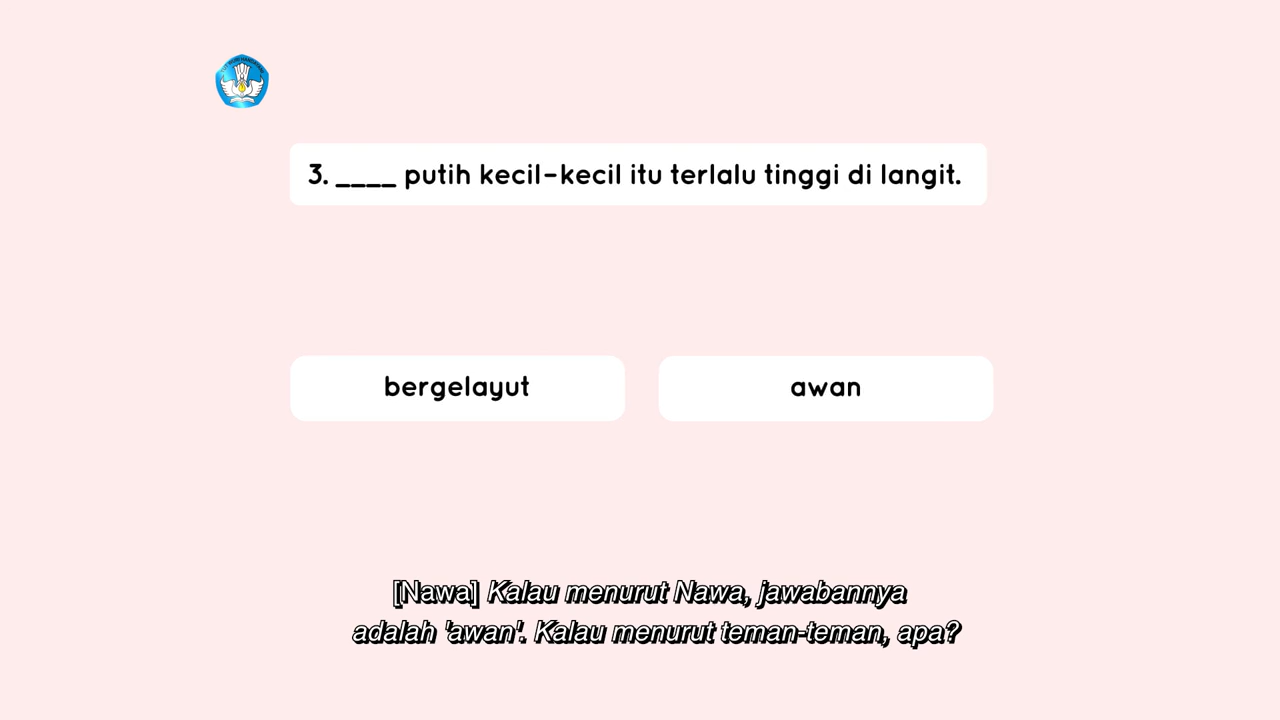 3. ____ putih kecil-kecil itu terlalu tinggi di langit.
bergelayut
awan
[Nawa] Kalau menurut Nawa, jawabannya
adalah 'awan'. Kalau menurut teman-teman, apa?